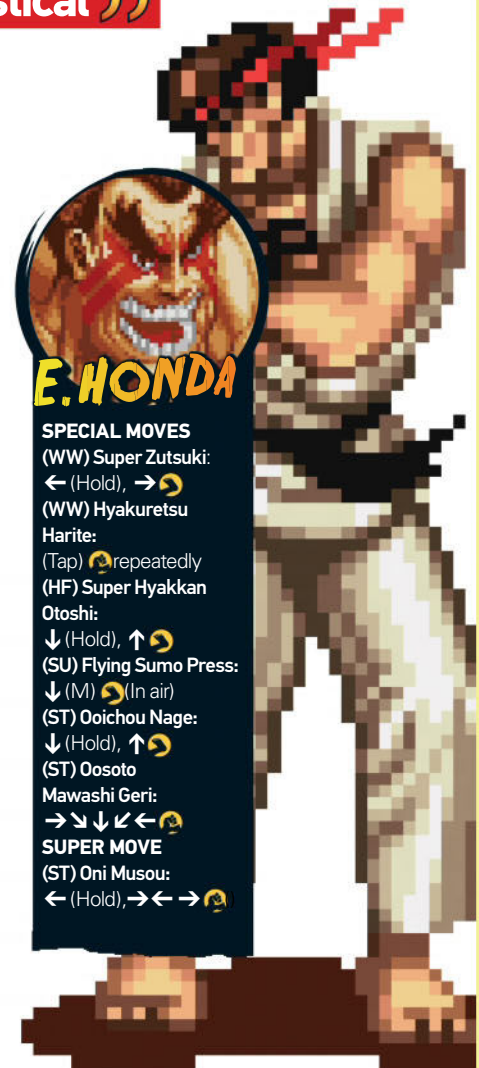 stical”
E.HONDA
SPECIAL MOVES
(WW) Super Zutsuki:
← (Hold), →
(WW) Hyakuretsu
Harite:
(Tap) repeatedly
(HF) Super Hyakkan
Otoshi:
↓ (Hold), ↑
(SU) Flying Sumo Press:
↓ (M) (In air)
(ST) Ooichou Nage:
↓ (Hold), ↑
(ST) Oosoto
Mawashi Geri:
→↘↓↙←
SUPER MOVE
(ST) Oni Musou:
← (Hold),→← →